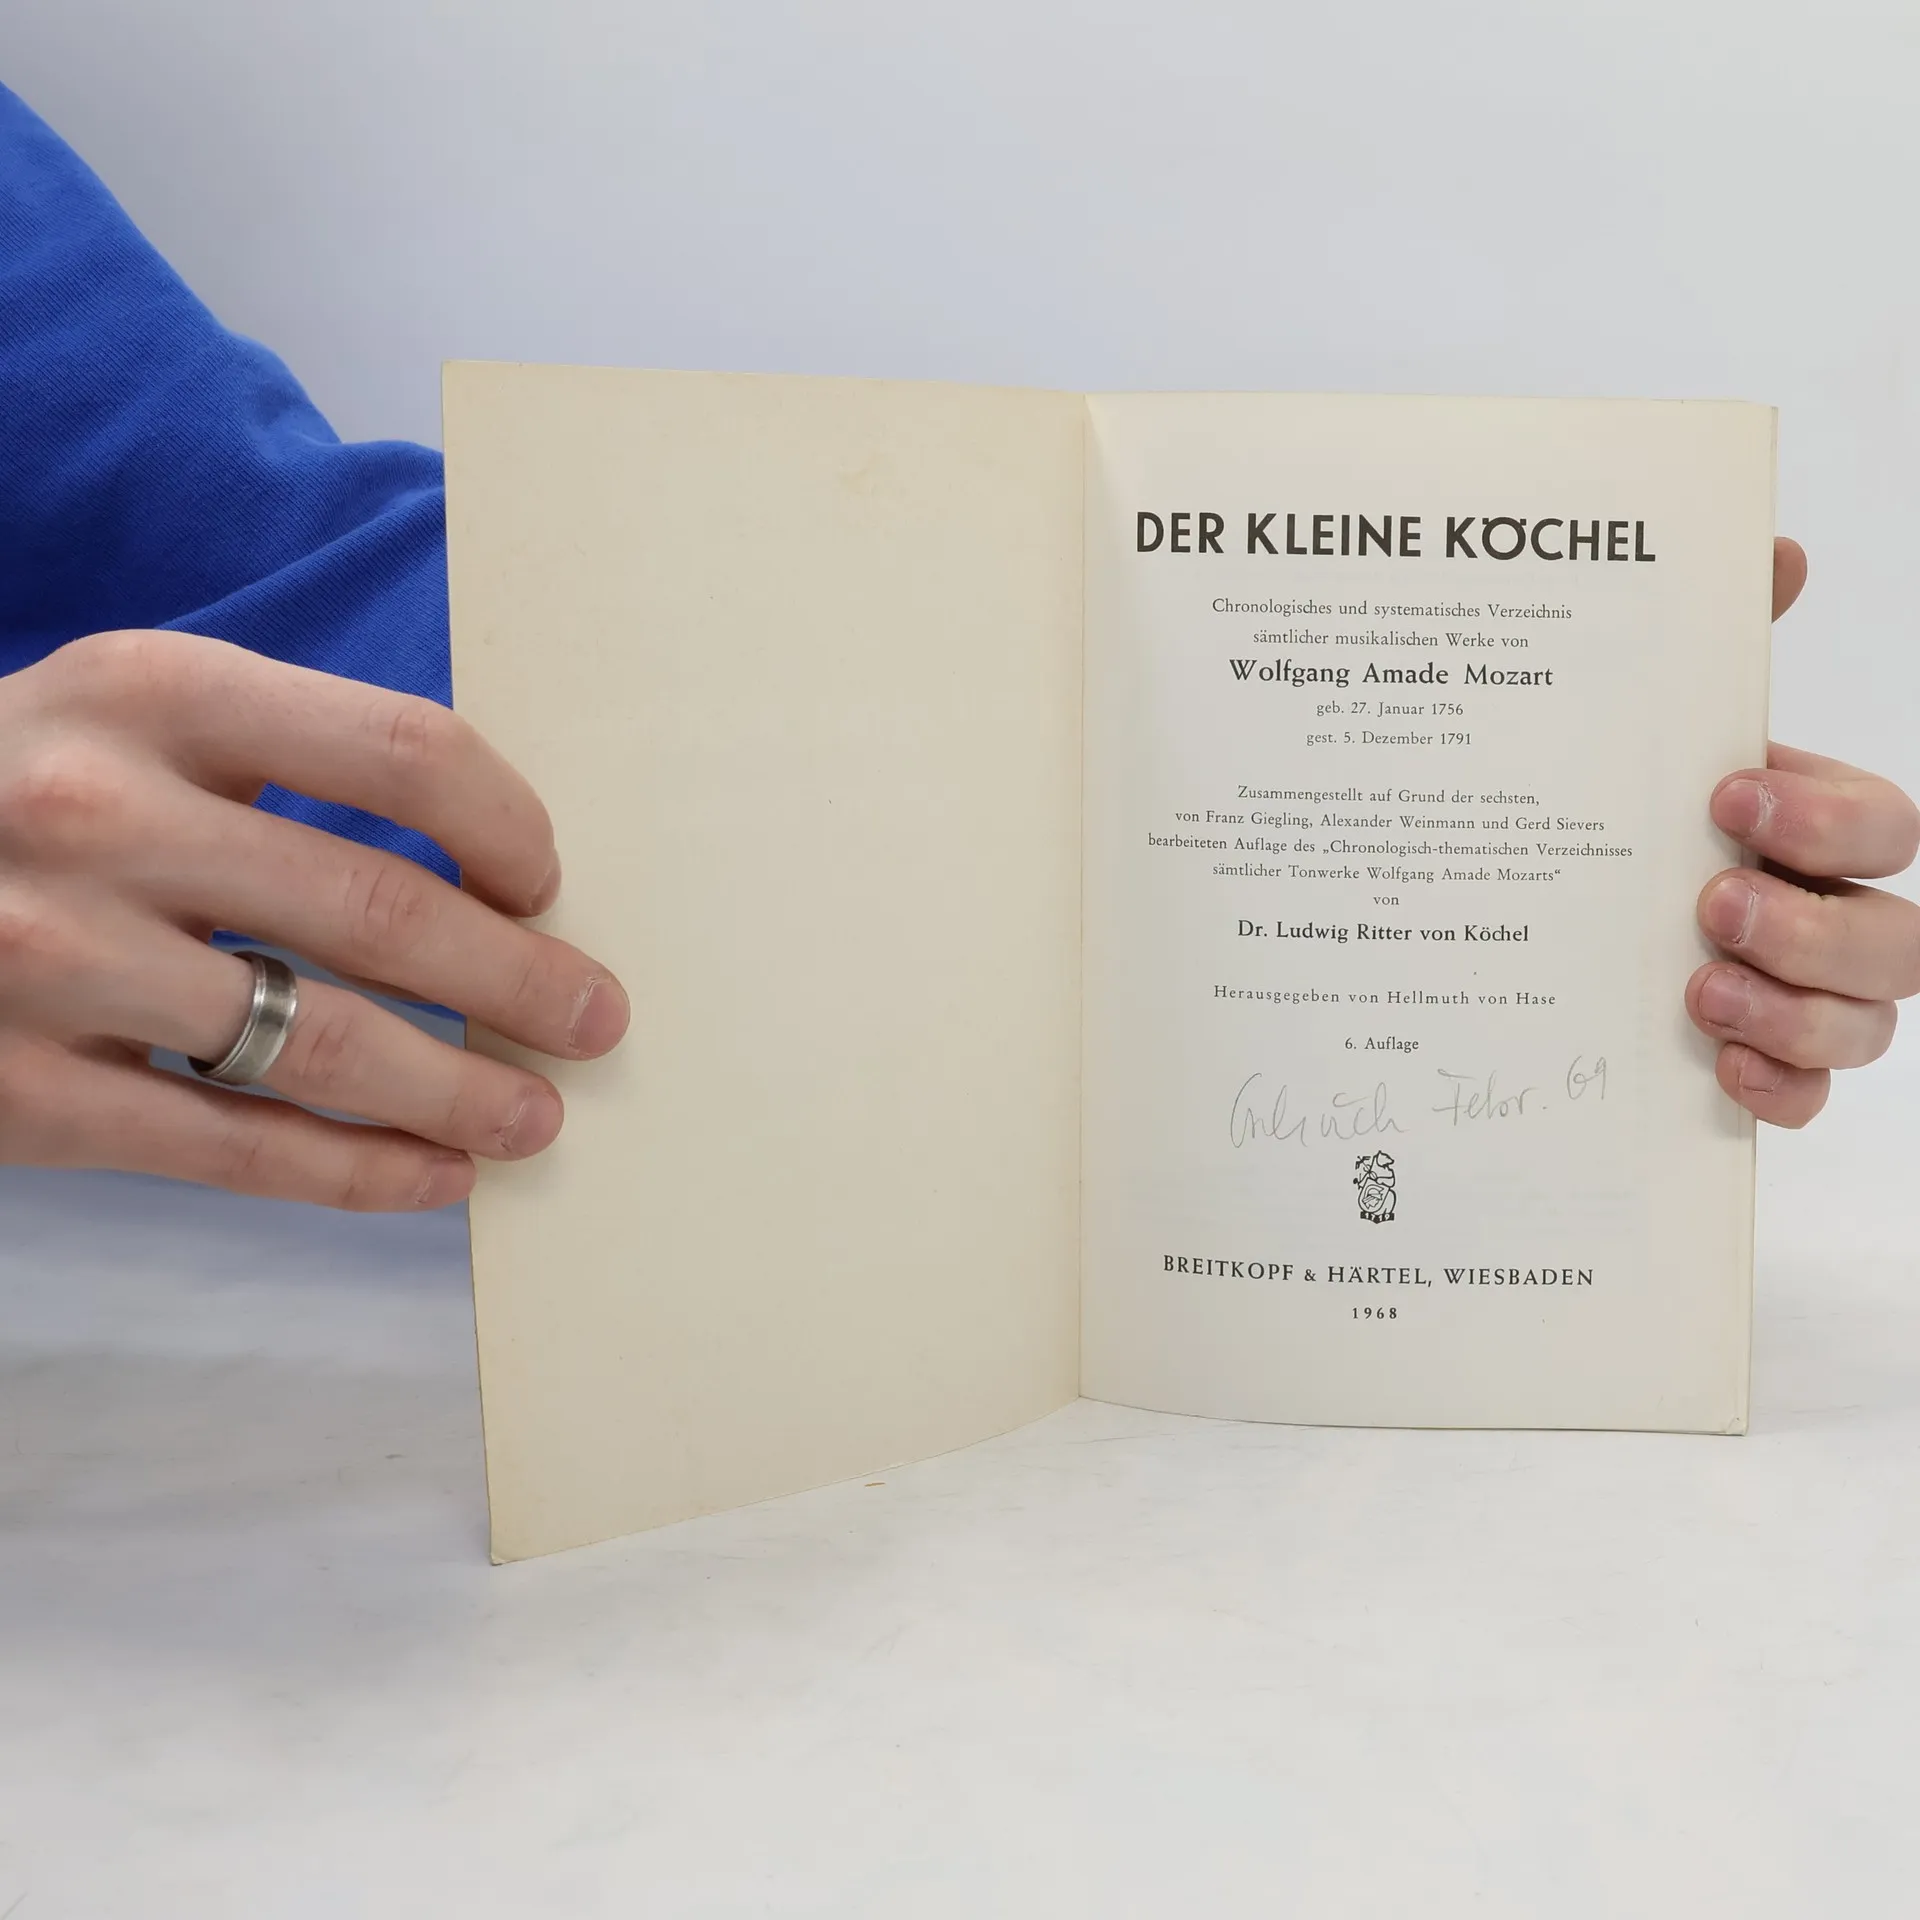 DER KLEINE KÖCHEL
Chronologisches und systematisches Verzeichnis
sämtlicher musikalischen Werke von
Wolfgang Amade Mozart
geb. 27. Januar 1756
gest. 5. Dezember 1791
Zusammengestellt auf Grund der sechsten,
von Franz Giegling, Alexander Weinmann und Gerd Sievers
bearbeiteten Auflage des „Chronologisch-thematischen Verzeichnisses
sämtlicher Tonwerke Wolfgang Amade Mozarts“
von
Dr. Ludwig Ritter von Köchel
Herausgegeben von Hellmuth von Hase
6. Auflage
Febr. 69
1719
BREITKOPF & HÄRTEL, WIESBADEN
1968